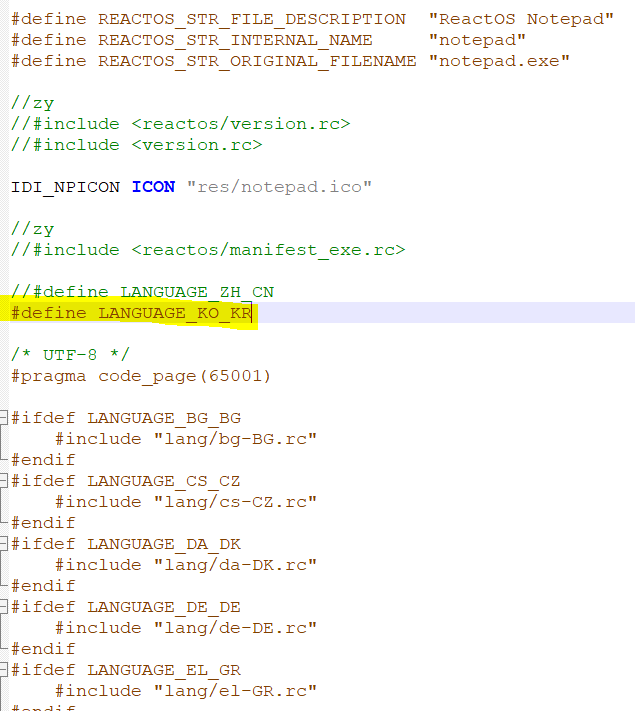 #define REACTOS_STR_FILE_DESCRIPTION  "ReactOS Notepad"
#define REACTOS_STR_INTERNAL_NAME     "notepad"
#define REACTOS_STR_ORIGINAL_FILENAME "notepad.exe"
//zy
//#include <reactos/version.rc>
//#include <version.rc>
IDI_NPICON ICON "res/notepad.ico"
//zy
//#include <reactos/manifest_exe.rc>
//#define LANGUAGE_ZH_CN
#define LANGUAGE_KO_KR
/* UTF-8 */
#pragma code_page(65001)
#ifdef LANGUAGE_BG_BG
    #include "lang/bg-BG.rc"
#endif
#ifdef LANGUAGE_CS_CZ
    #include "lang/cs-CZ.rc"
#endif
#ifdef LANGUAGE_DA_DK
    #include "lang/da-DK.rc"
#endif
#ifdef LANGUAGE_DE_DE
    #include "lang/de-DE.rc"
#endif
#ifdef LANGUAGE_EL_GR
    #include "lang/el-GR.rc"
#endif